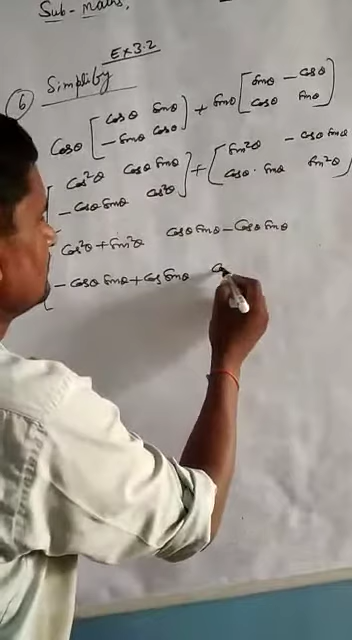 Sub - maths,
Ex 3.2
6 Simplify
cosθ [ cosθ sinθ
- sinθ cosθ ] + sinθ [ sinθ - cosθ
cosθ sinθ ]
[ cos²θ cosθ sinθ
- cosθ sinθ cos²θ ] + [ sin²θ - cosθ sinθ
cosθ · sinθ sin²θ ]
[ cos²θ + sin²θ cosθ sinθ - cosθ sinθ
- cosθ sinθ + cos sinθ